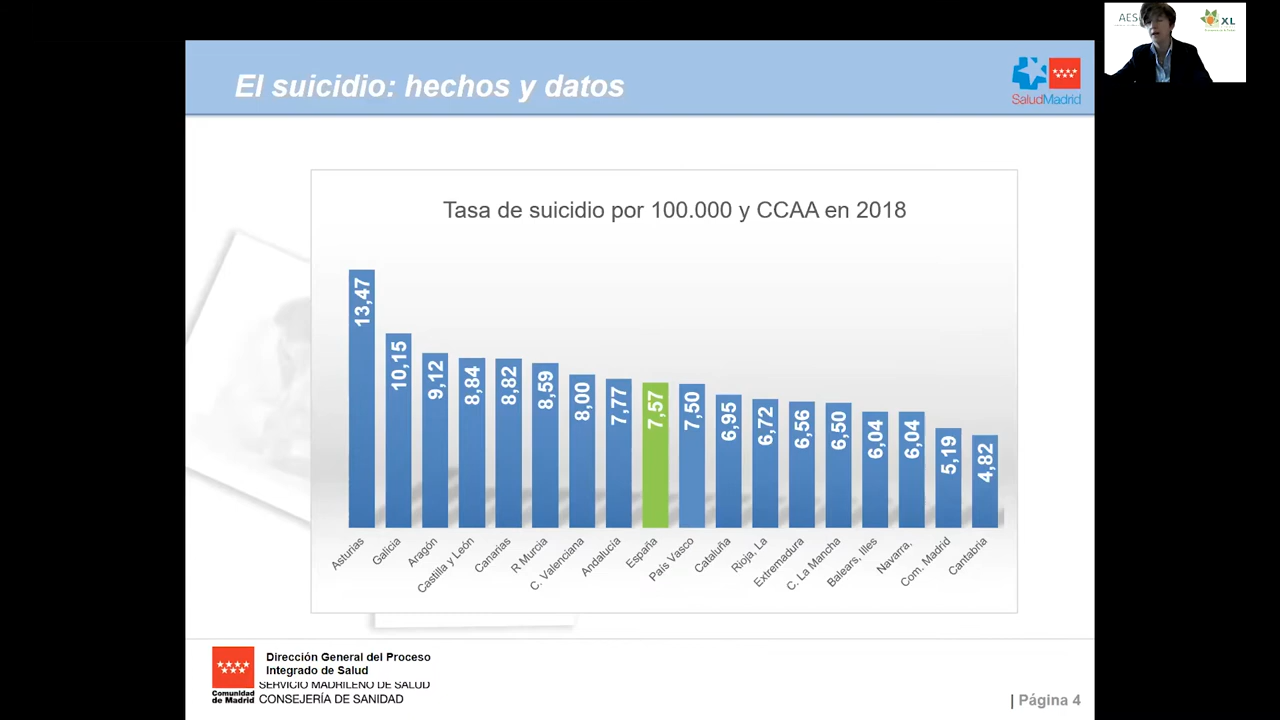 AES
XL
El suicidio: hechos y datos
SaludMadrid
Tasa de suicidio por 100.000 y CCAA en 2018
13,47
10,15
9,12
8,84
8,82
8,59
8,00
7,77
7,57
7,50
6,95
6,72
6,56
6,50
6,04
6,04
5,19
4,82
Asturias
Galicia
Aragón
Castilla y León
Canarias
R Murcia
C. Valenciana
Andalucia
España
País Vasco
Cataluña
Rioja, La
Extremadura
C. La Mancha
Balears, Illes
Navarra,
Com. Madrid
Cantabria
Dirección General del Proceso
Integrado de Salud
SERVICIO MADRILENO DE SALUD
CONSEJERÍA DE SANIDAD
Comunidad
de Madrid
| Página 4